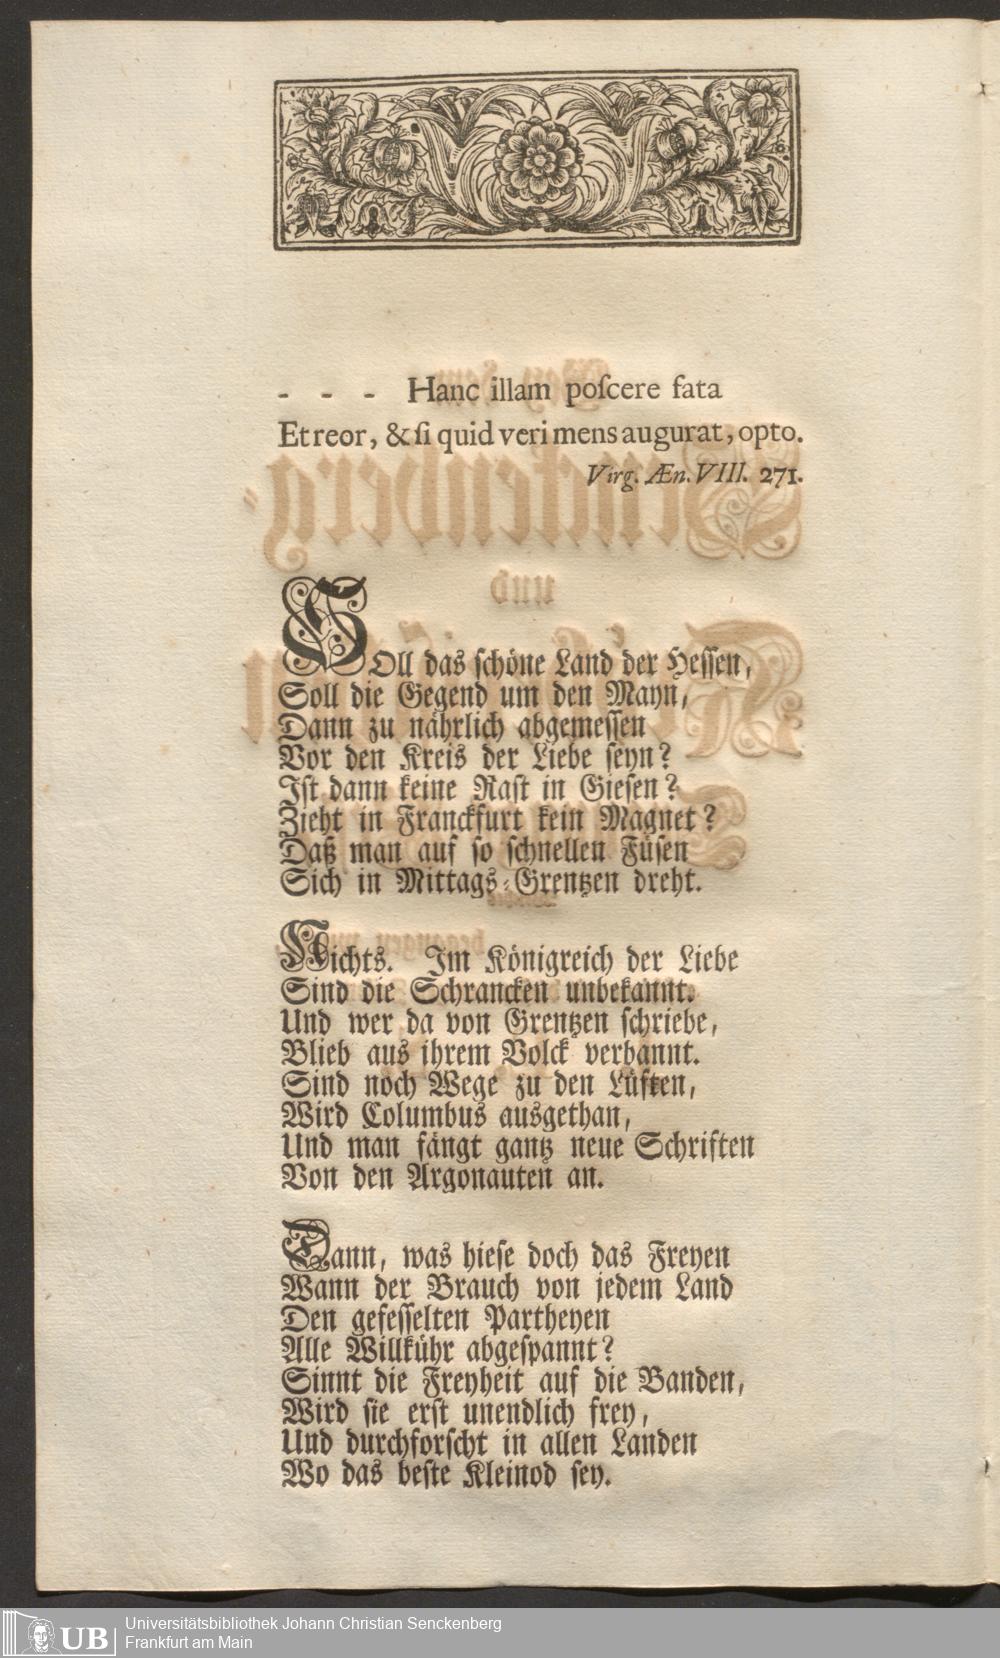 - - - Hanc illam poſcere fata
Et reor, & ſi quid veri mens augurat, opto.
Virg. Æn. VIII. 271.
SOll das schöne Land der Hessen,
Soll die Gegend um den Mayn,
Dann zu nährlich abgemessen
Vor den Kreis der Liebe seyn?
Ist dann keine Rast in Giesen?
Zieht in Franckfurt kein Magnet?
Daß man auf so schnellen Füsen
Sich in Mittags-Grentzen dreht.
Nichts. Im Königreich der Liebe
Sind die Schrancken unbekannt.
Und wer da von Grentzen schriebe,
Blieb aus ihrem Volck verbannt.
Sind noch Wege zu den Lüften,
Wird Columbus ausgethan,
Und man fängt gantz neue Schriften
Von den Argonauten an.
Dann, was hiese doch das Freyen
Wann der Brauch von jedem Land
Den gefesselten Partheyen
Alle Willkühr abgespannt?
Sinnt die Freyheit auf die Banden,
Wird sie erst unendlich frey,
Und durchforscht in allen Landen
Wo das beste Kleinod sey.
UB
Universitätsbibliothek Johann Christian Senckenberg
Frankfurt am Main